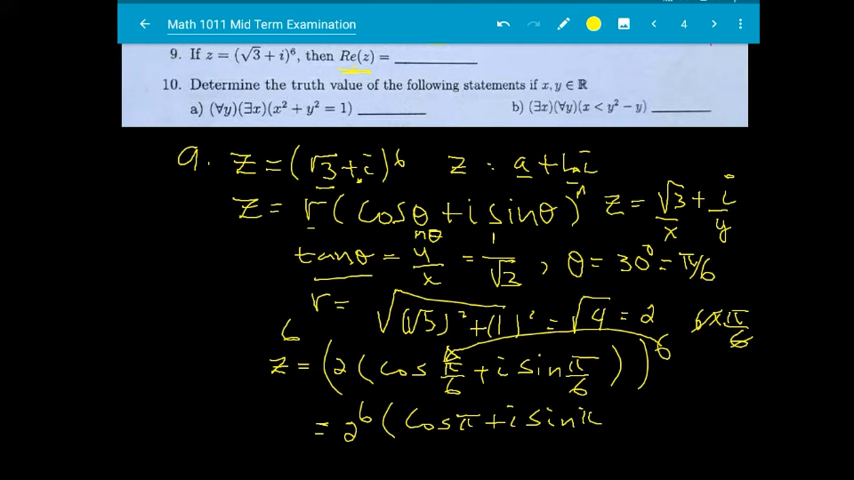 Math 1011 Mid Term Examination
4
9. If z = (√3 + i)⁶, then Re(z) = ________
10. Determine the truth value of the following statements if x, y ∈ ℝ
a) (∀y)(∃x)(x² + y² = 1) ________ b) (∃x)(∀y)(x < y² − y) ________
9. Z = (√3 + i)⁶ z : a + bi
Z = r (cosθ + i sinθ)ⁿ Z = √3 + i
nθ x y
tanθ = y/x = 1/√3 , θ = 30° = π/6
r = √((√3)² + (1)²) = √4 = 2 6×π/6
z⁶ = (2 (cos π/6 + i sin π/6))⁶
= 2⁶ (cosπ + i sinπ